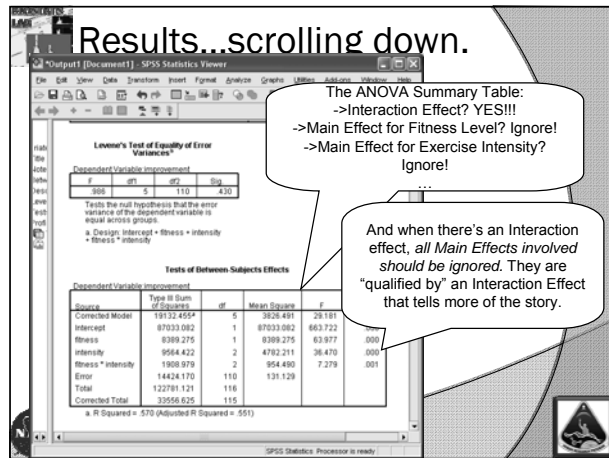 Results...scrolling down.
*Output1 [Document1] - SPSS Statistics Viewer
File Edit View Data Transform Insert Format Analyze Graphs Utilities Add-ons Window Help
The ANOVA Summary Table:
->Interaction Effect? YES!!!
->Main Effect for Fitness Level? Ignore!
->Main Effect for Exercise Intensity?
Ignore!
…
And when there's an Interaction
effect, all Main Effects involved
should be ignored. They are
"qualified by" an Interaction Effect
that tells more of the story.
Levene's Test of Equality of Error
Variancesᵃ
Dependent Variable:improvement
F df1 df2 Sig.
.986 5 110 .430
Tests the null hypothesis that the error
variance of the dependent variable is
equal across groups.
a. Design: Intercept + fitness + intensity
+ fitness * intensity
Tests of Between-Subjects Effects
Dependent Variable:improvement
Source Type III Sum of Squares df Mean Square F
Corrected Model 19132.455ᵃ 5 3826.491 29.181
Intercept 87033.082 1 87033.082 663.722 .000
fitness 8389.275 1 8389.275 63.977 .000
intensity 9564.422 2 4782.211 36.470 .000
fitness * intensity 1908.979 2 954.490 7.279 .001
Error 14424.170 110 131.129
Total 122781.121 116
Corrected Total 33556.625 115
a. R Squared = .570 (Adjusted R Squared = .551)
SPSS Statistics Processor is ready